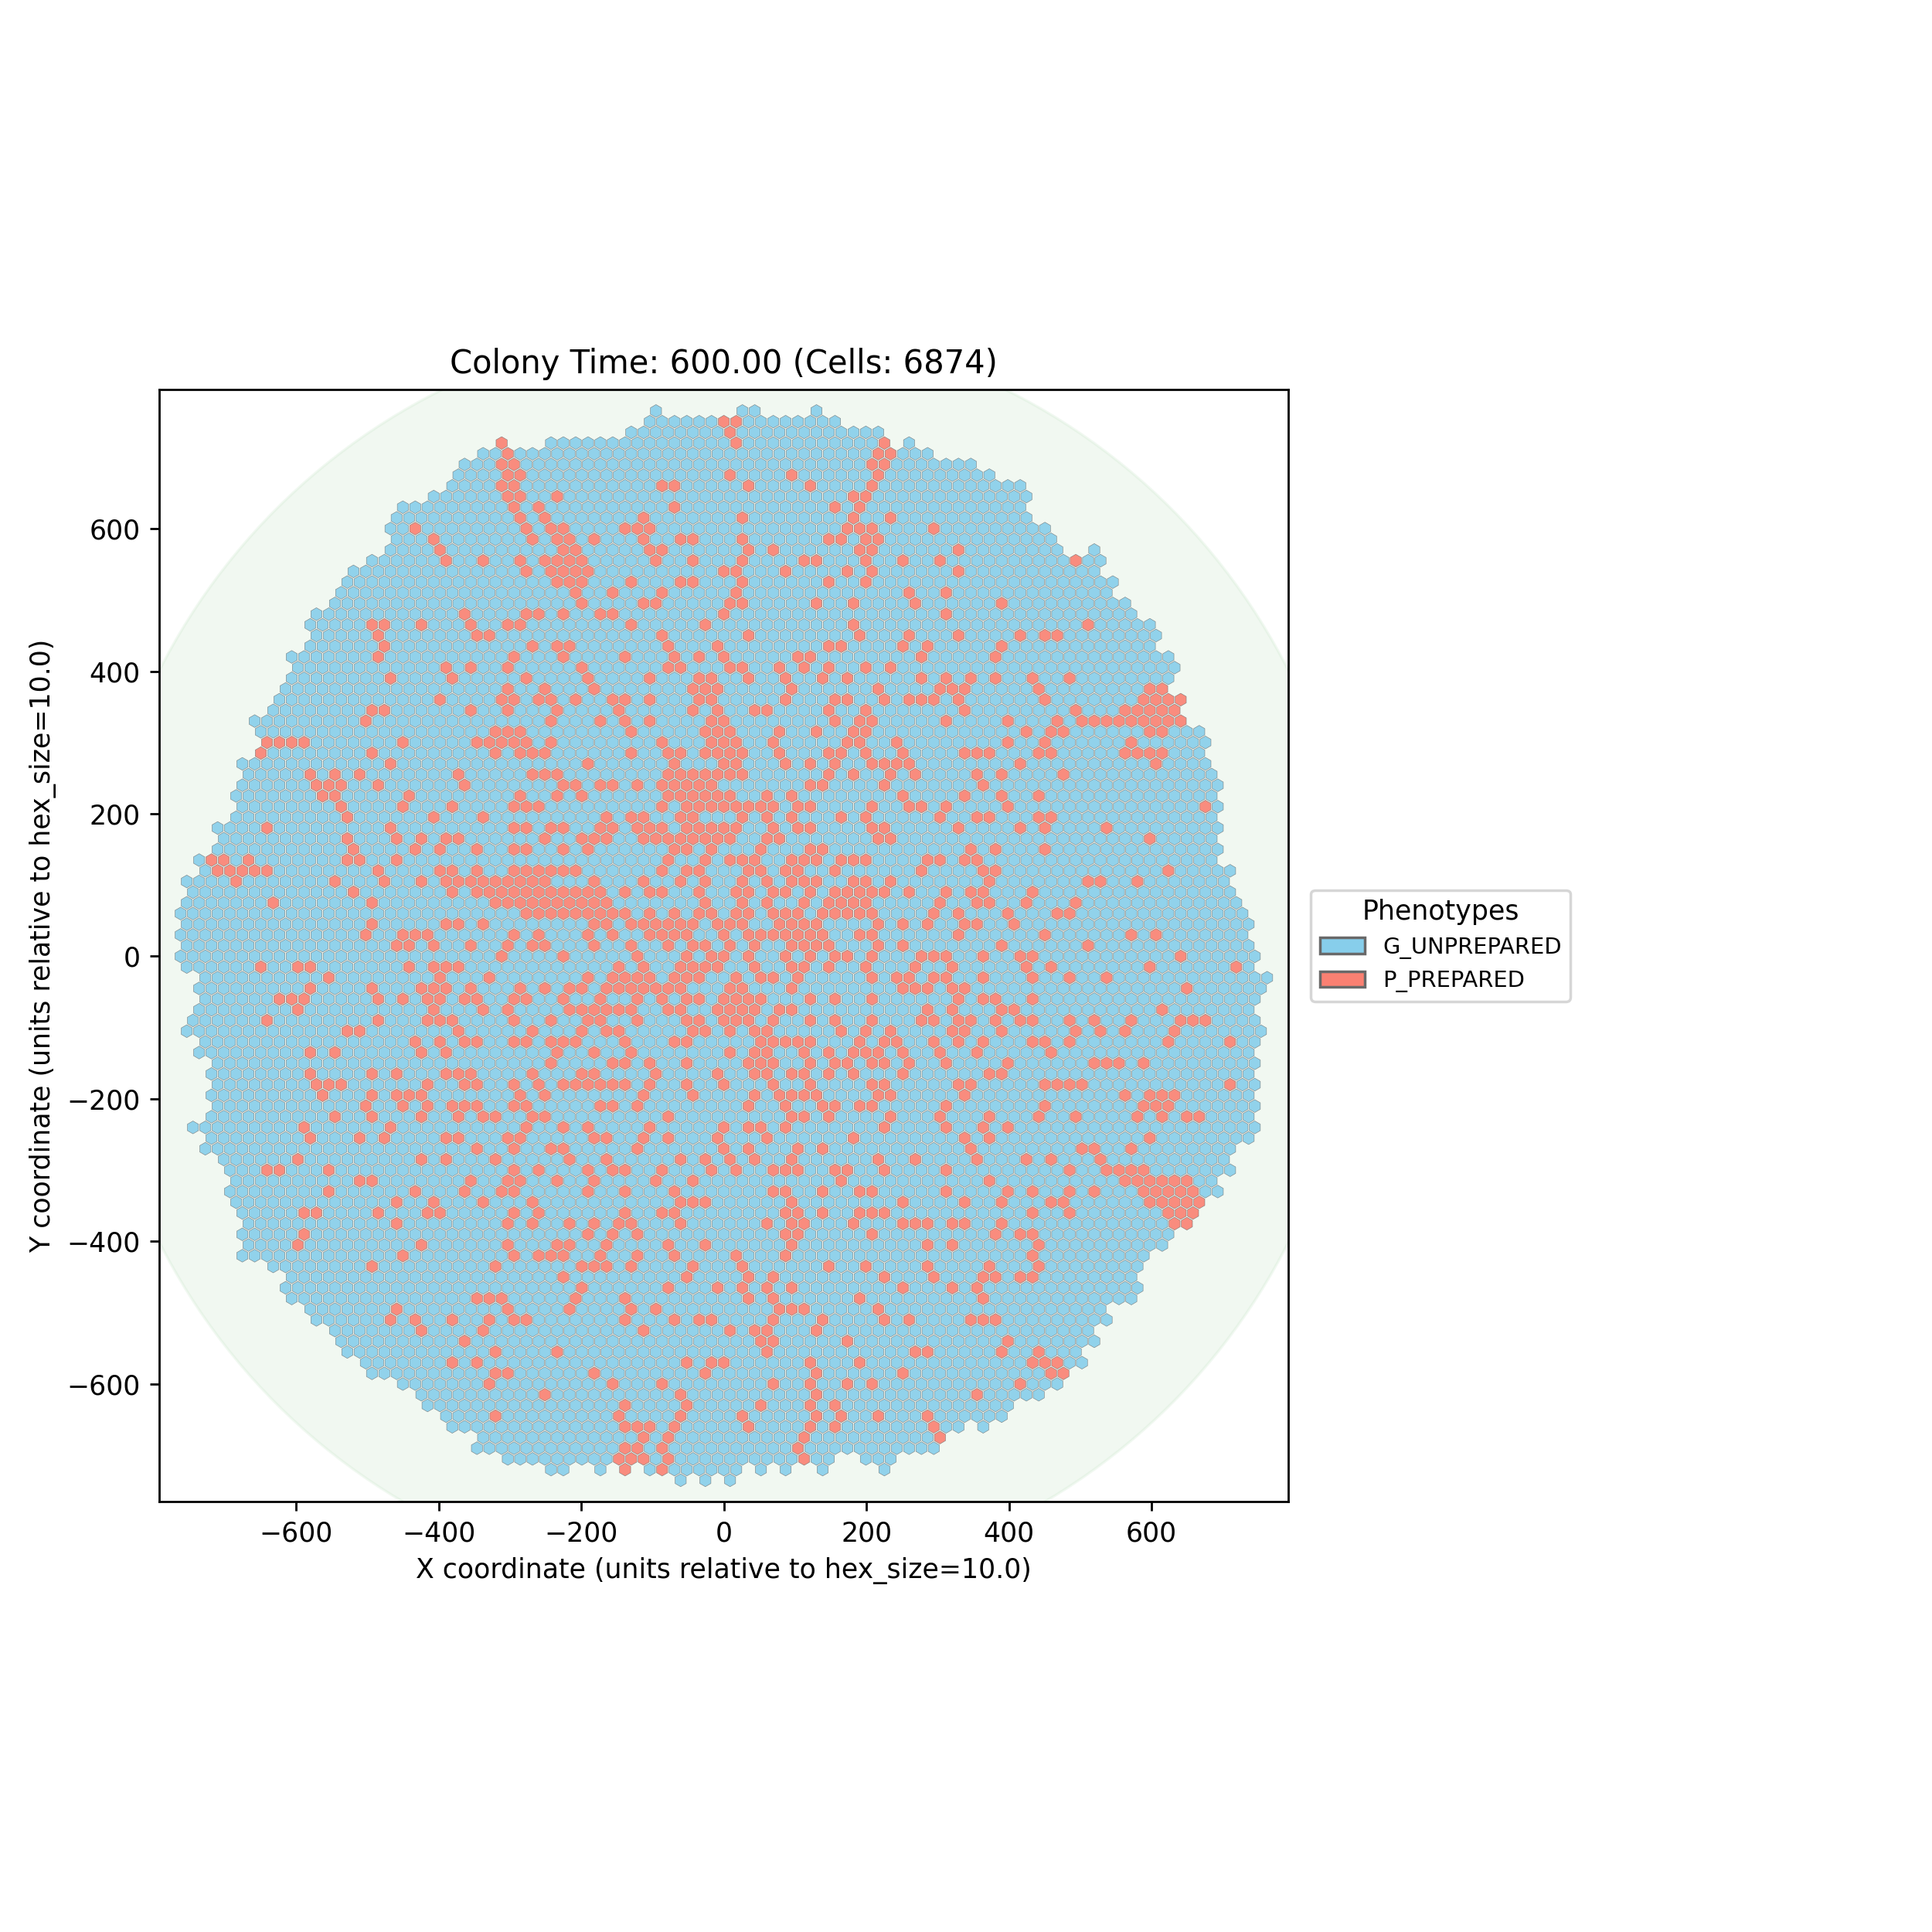 Colony Time: 600.00 (Cells: 6874)
Y coordinate (units relative to hex_size=10.0)
600
400
200
0
−200
−400
−600
−600
−400
−200
0
200
400
600
X coordinate (units relative to hex_size=10.0)
Phenotypes
G_UNPREPARED
P_PREPARED